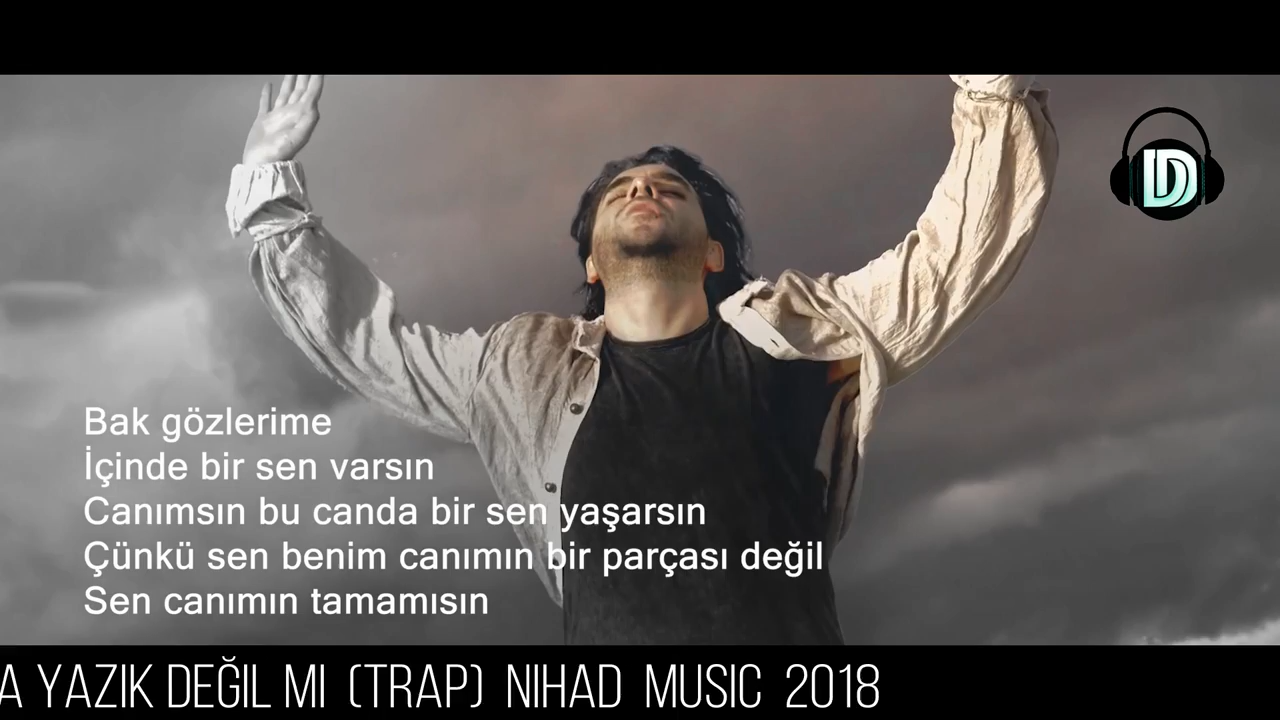 ID
Bak gözlerime
İçinde bir sen varsın
Canımsın bu canda bir sen yaşarsın
Çünkü sen benim canımın bir parçası değil
Sen canımın tamamısın
A YAZIK DEĞIL MI (TRAP) NIHAD MUSIC 2018